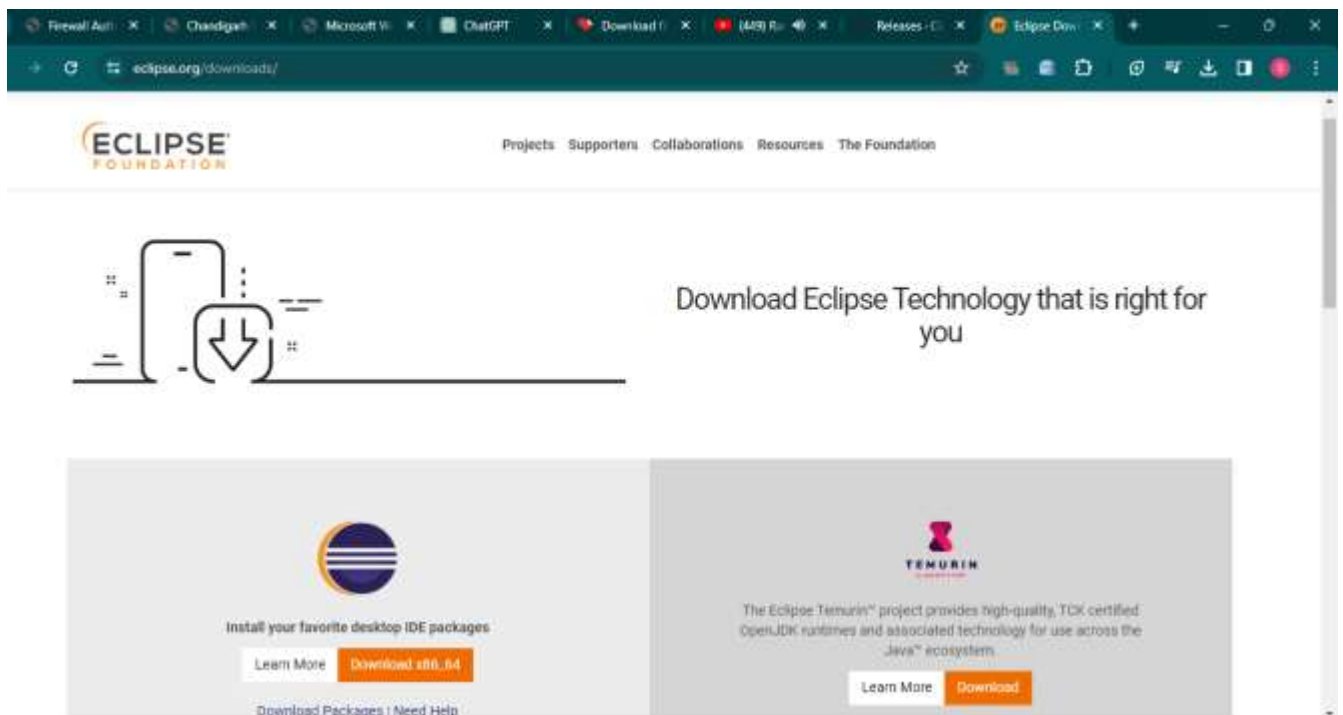 Firewall Aut
Chandigarh
Microsoft W
ChatGPT
Download f
(449) R
Releases - C
Eclipse Dow
eclipse.org/downloads/
ECLIPSE
FOUNDATION
Projects Supporters Collaborations Resources The Foundation
Download Eclipse Technology that is right for
you
Install your favorite desktop IDE packages
Learn More Download x86_64
Download Packages | Need Help
TEMURIN
The Eclipse Temurin™ project provides high-quality, TCK certified
OpenJDK runtimes and associated technology for use across the
Java™ ecosystem.
Learn More Download